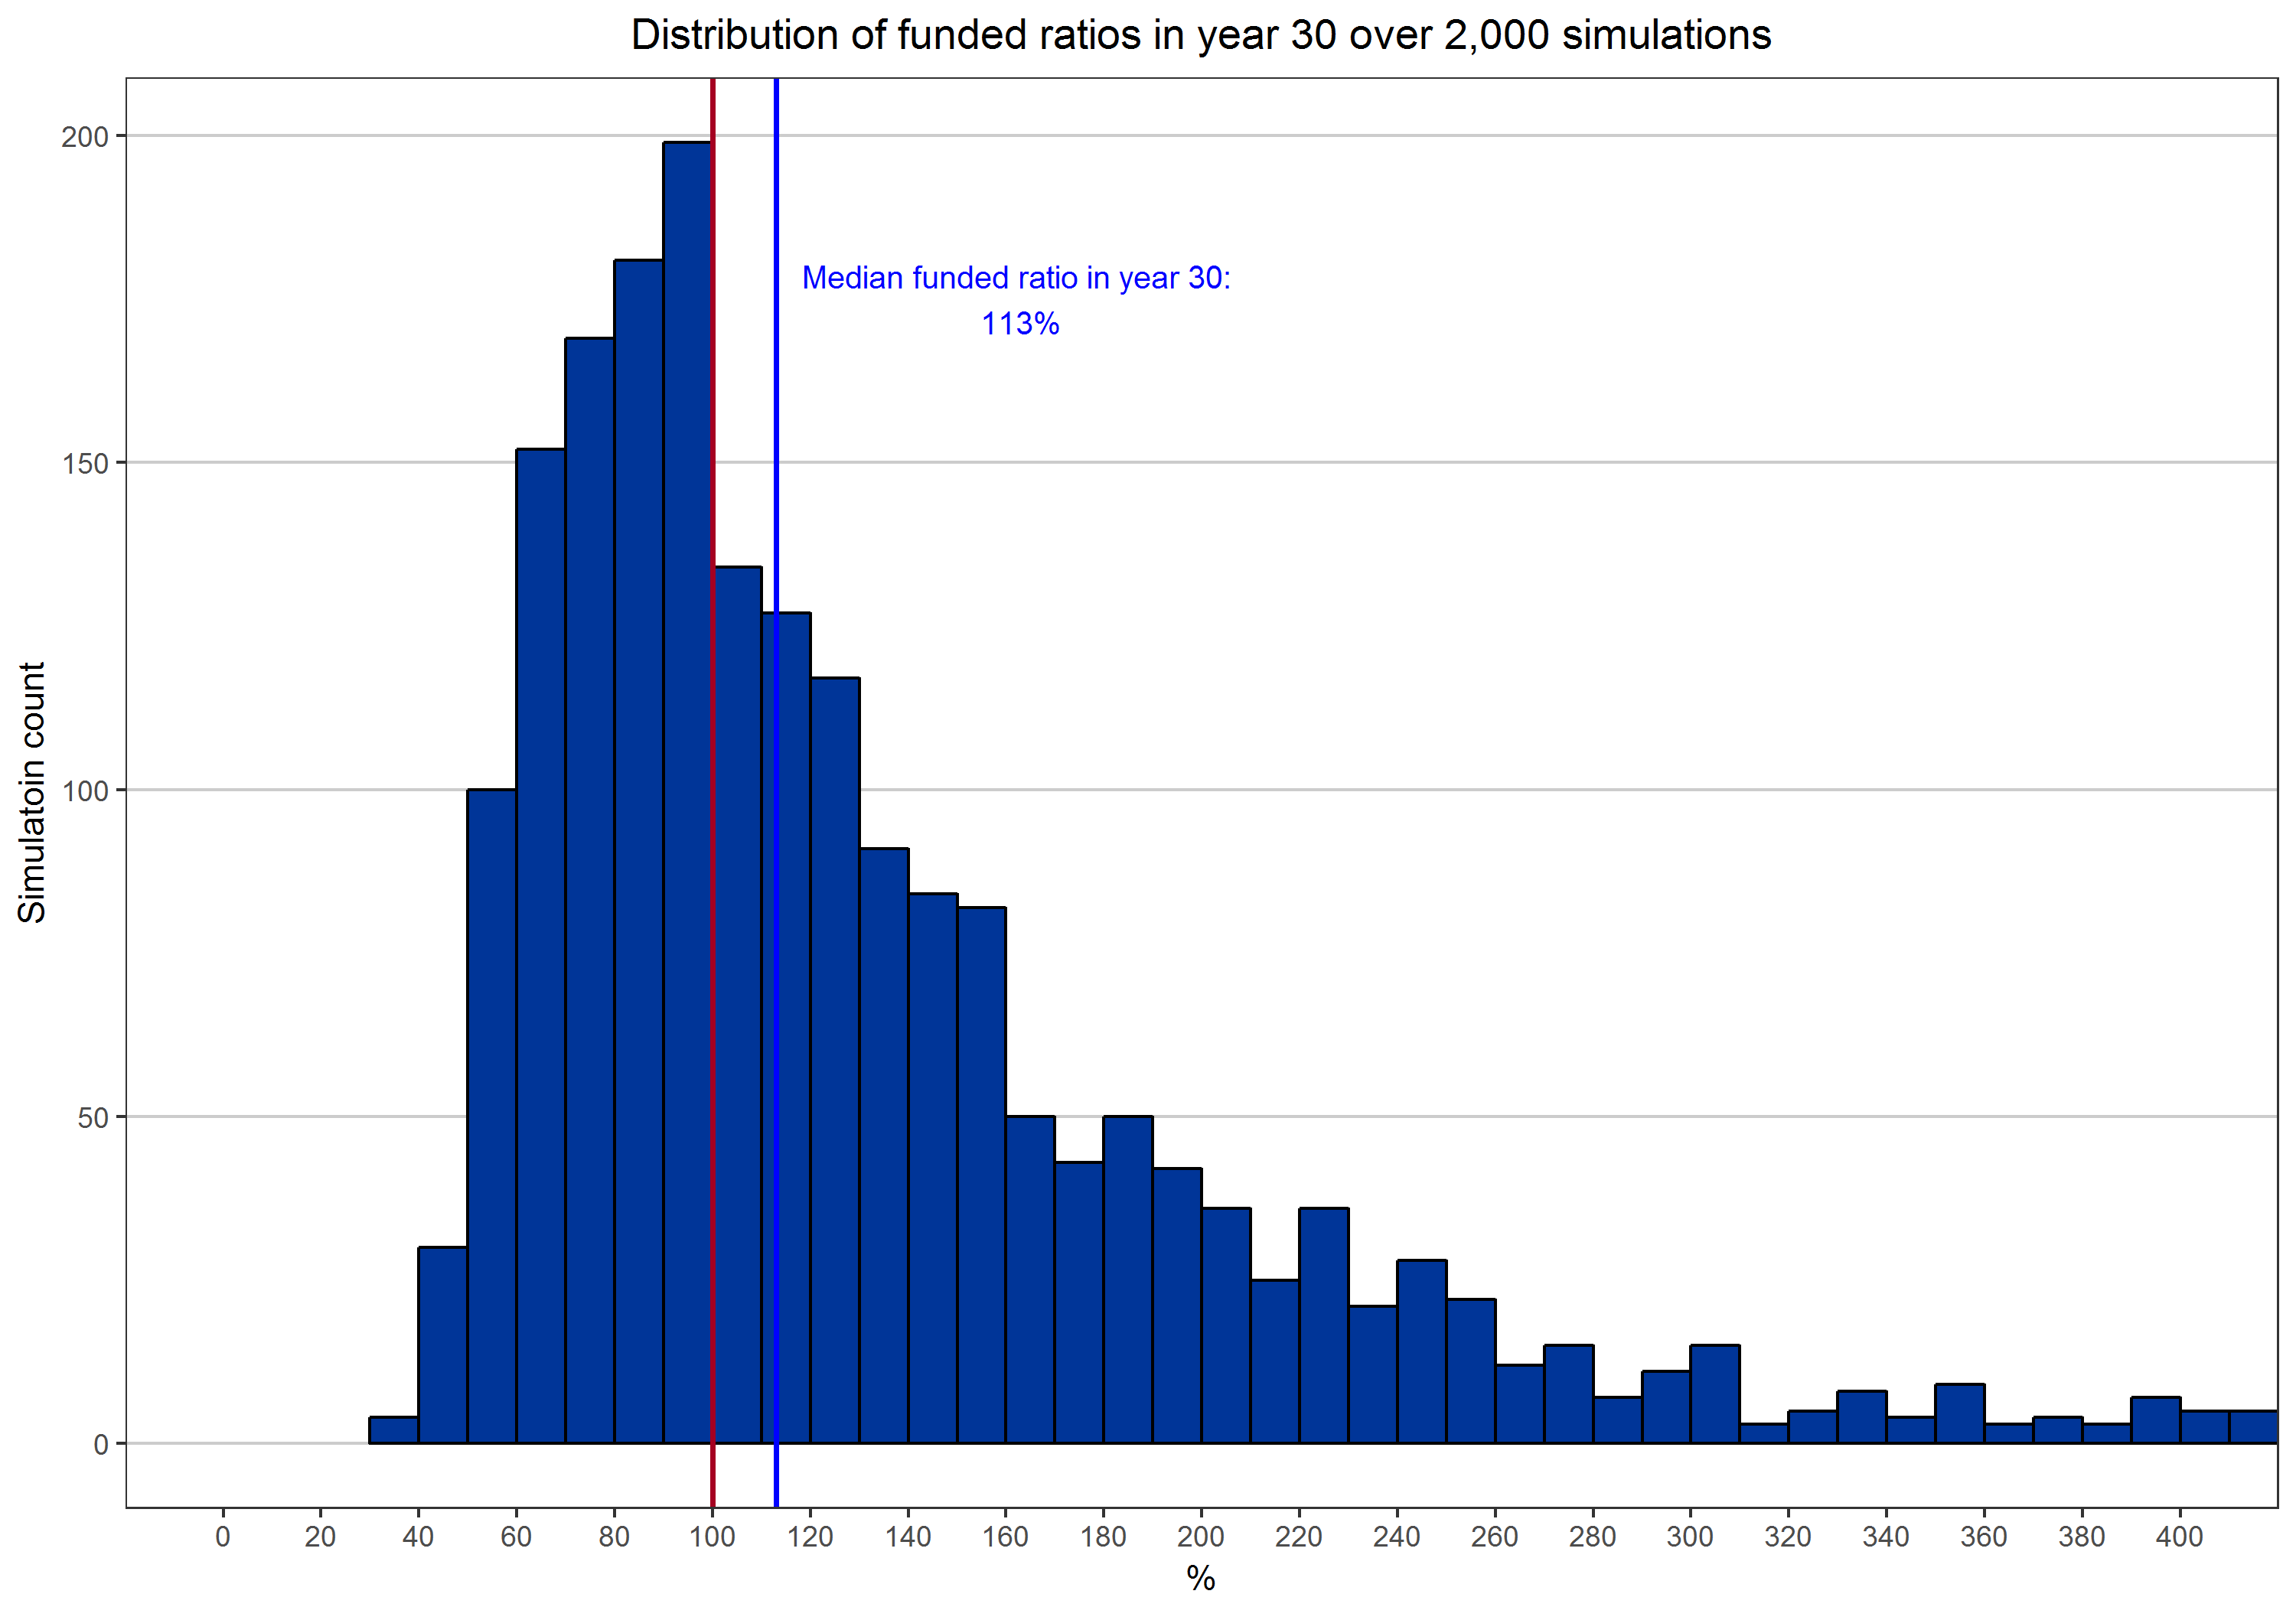 Distribution of funded ratios in year 30 over 2,000 simulations
Median funded ratio in year 30:
113%
Simulatoin count
200
150
100
50
0
0 20 40 60 80 100 120 140 160 180 200 220 240 260 280 300 320 340 360 380 400
%